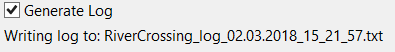 Generate Log
Writing log to: RiverCrossing_log_02.03.2018_15_21_57.txt